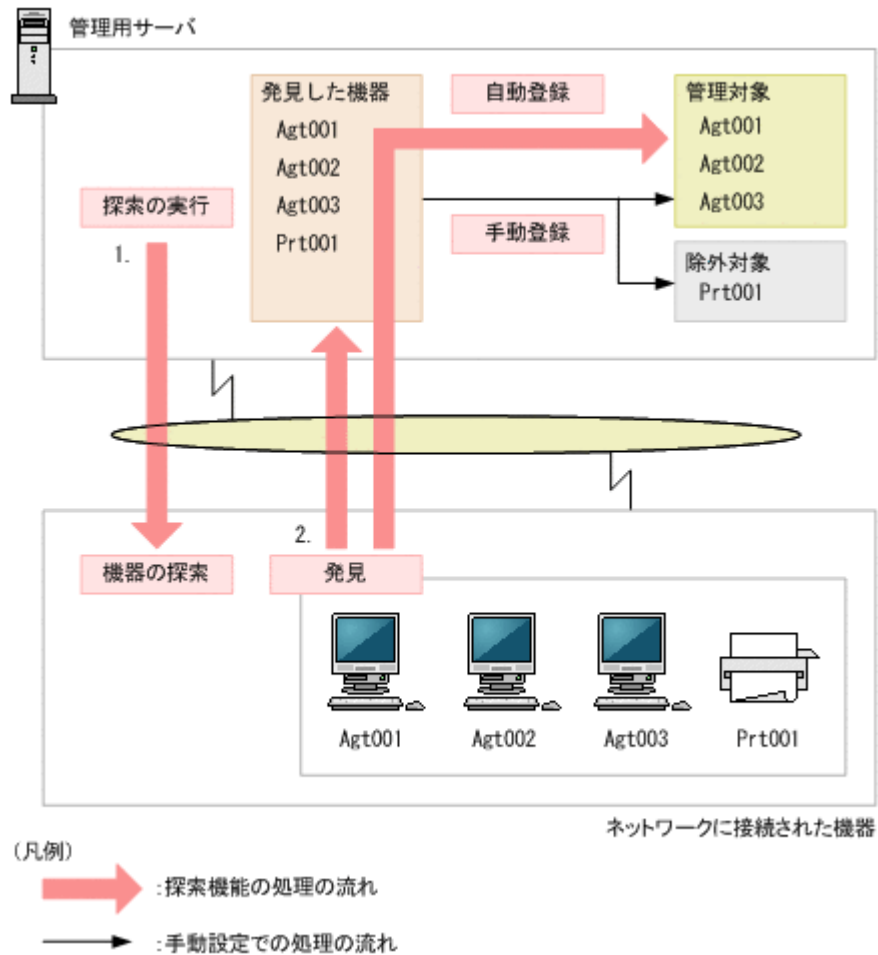 管理用サーバ
発見した機器
Agt001
Agt002
Agt003
Prt001
自動登録
手動登録
管理対象
Agt001
Agt002
Agt003
除外対象
Prt001
探索の実行
1.
2.
機器の探索
発見
Agt001
Agt002
Agt003
Prt001
ネットワークに接続された機器
(凡例)
:探索機能の処理の流れ
:手動設定での処理の流れ